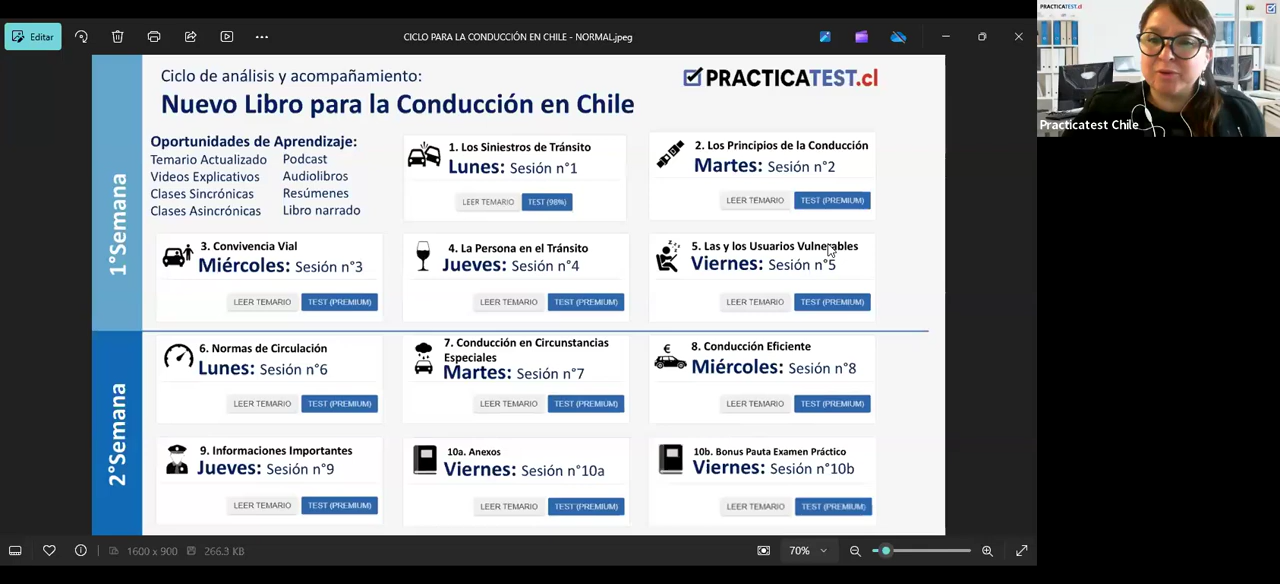 Editar
CICLO PARA LA CONDUCCIÓN EN CHILE - NORMAL.jpeg
PRACTICATEST.cl
Practicatest Chile
Ciclo de análisis y acompañamiento:
Nuevo Libro para la Conducción en Chile
PRACTICATEST.cl
1°Semana
Oportunidades de Aprendizaje:
Temario Actualizado
Videos Explicativos
Clases Sincrónicas
Clases Asincrónicas
Podcast
Audiolibros
Resúmenes
Libro narrado
1. Los Siniestros de Tránsito
Lunes: Sesión n°1
LEER TEMARIO TEST (98%)
2. Los Principios de la Conducción
Martes: Sesión n°2
LEER TEMARIO TEST (PREMIUM)
3. Convivencia Vial
Miércoles: Sesión n°3
LEER TEMARIO TEST (PREMIUM)
4. La Persona en el Tránsito
Jueves: Sesión n°4
LEER TEMARIO TEST (PREMIUM)
5. Las y los Usuarios Vulnerables
Viernes: Sesión n°5
LEER TEMARIO TEST (PREMIUM)
2°Semana
6. Normas de Circulación
Lunes: Sesión n°6
LEER TEMARIO TEST (PREMIUM)
7. Conducción en Circunstancias
Especiales
Martes: Sesión n°7
LEER TEMARIO TEST (PREMIUM)
€
8. Conducción Eficiente
Miércoles: Sesión n°8
LEER TEMARIO TEST (PREMIUM)
9. Informaciones Importantes
Jueves: Sesión n°9
LEER TEMARIO TEST (PREMIUM)
10a. Anexos
Viernes: Sesión n°10a
LEER TEMARIO TEST (PREMIUM)
10b. Bonus Pauta Examen Práctico
Viernes: Sesión n°10b
LEER TEMARIO TEST (PREMIUM)
1600 x 900
266.3 KB
70%